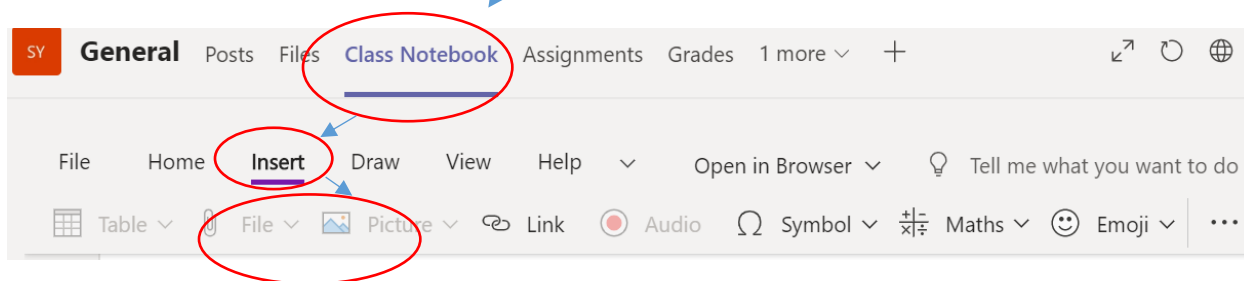 SY General Posts Files Class Notebook Assignments Grades 1 more
File Home Insert Draw View Help Open in Browser Tell me what you want to do
Table File Picture Link Audio Symbol Maths Emoji